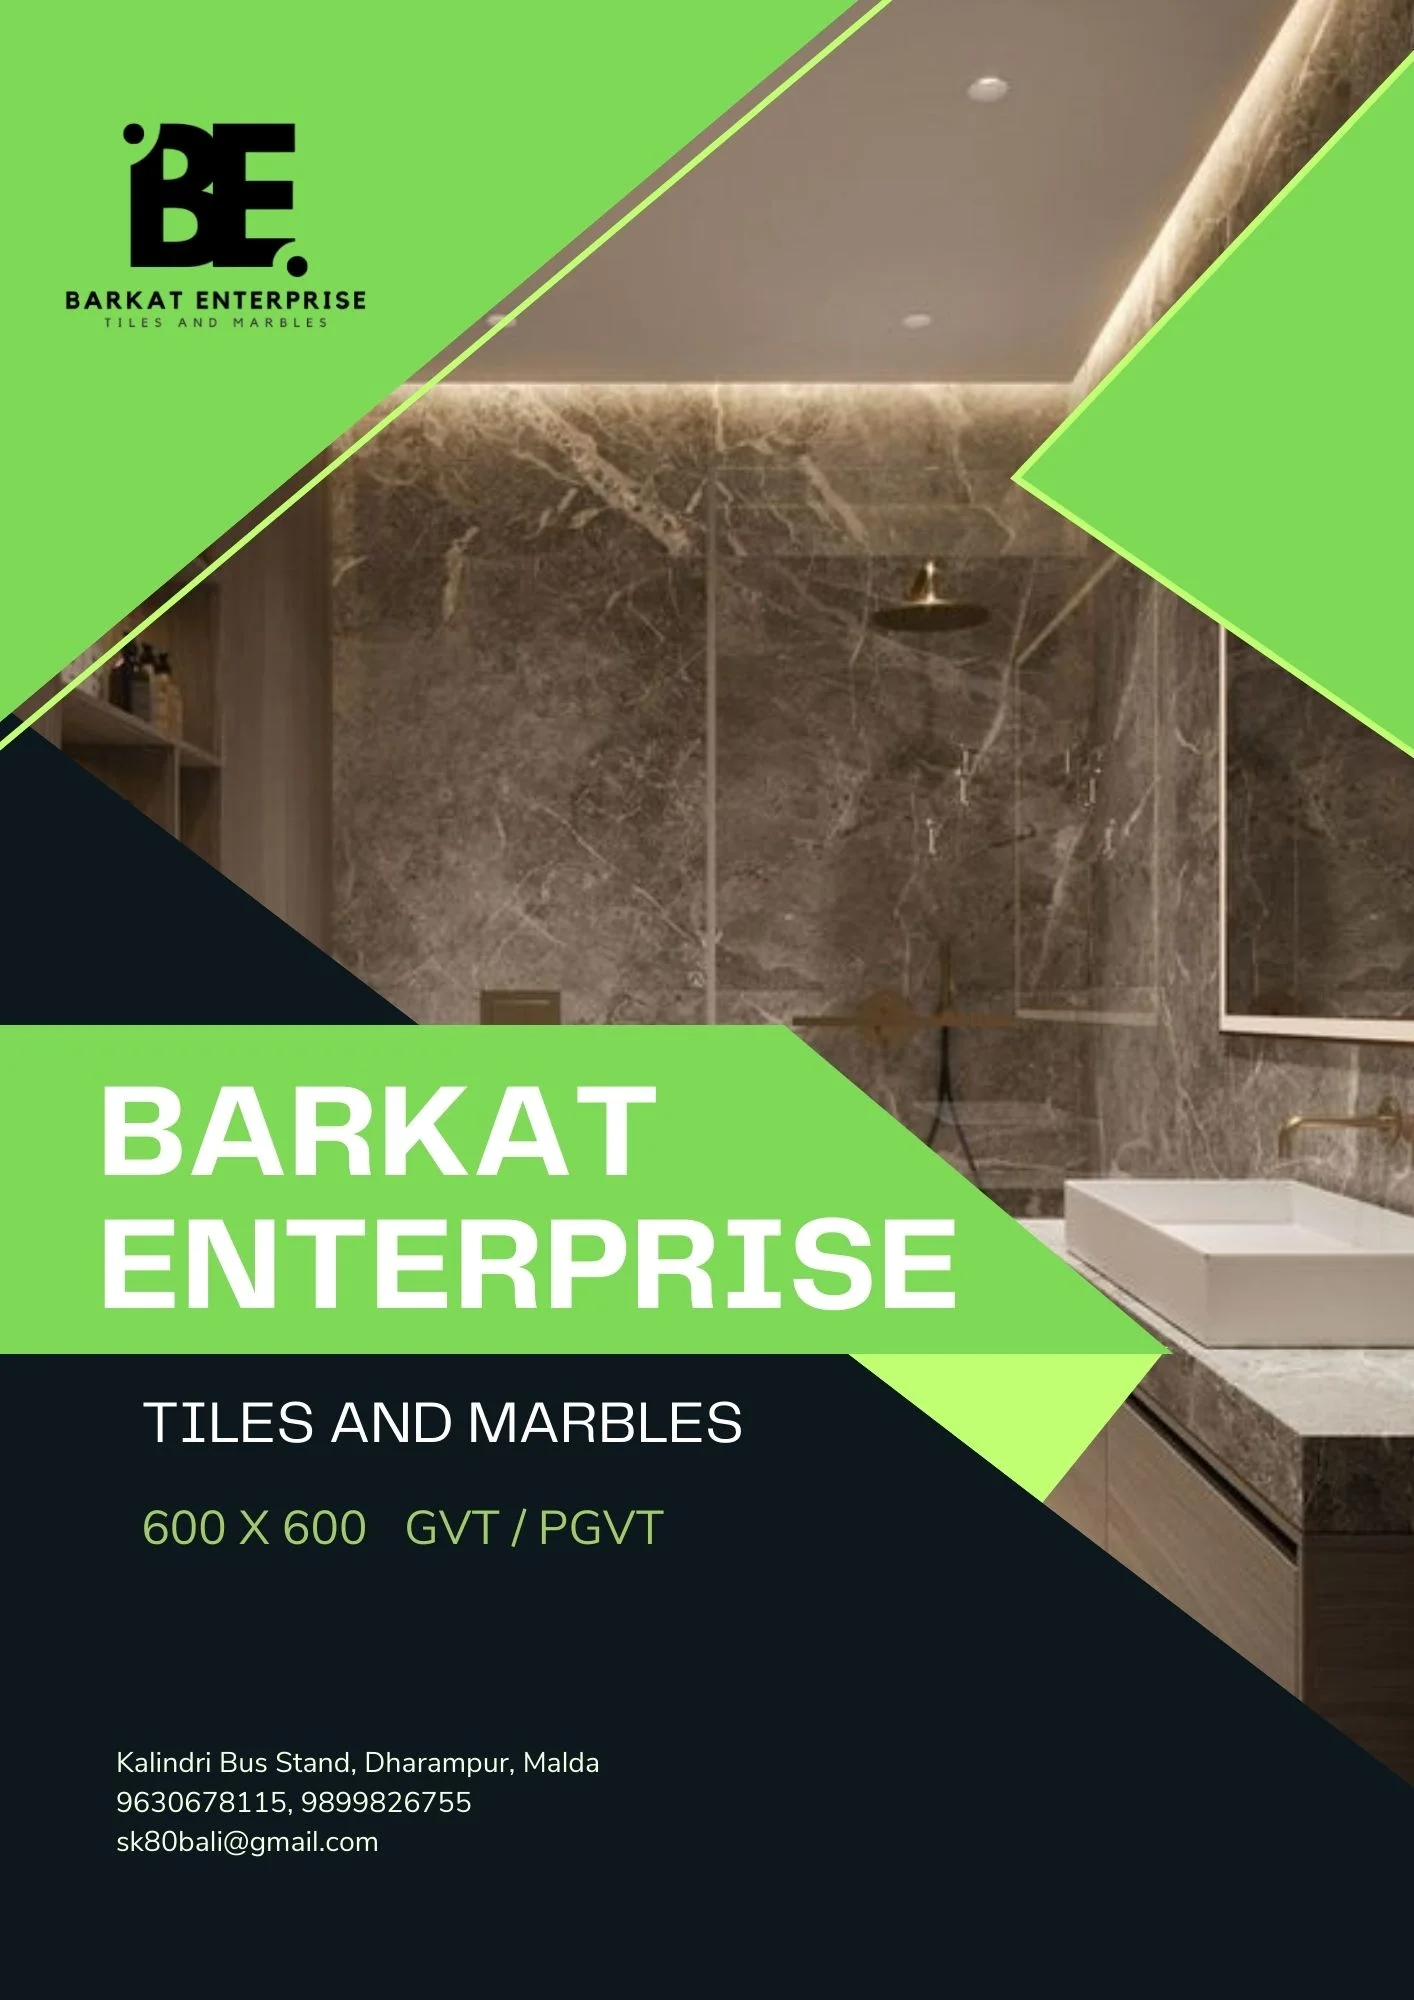 BE
BARKAT ENTERPRISE
TILES AND MARBLES
BARKAT
ENTERPRISE
TILES AND MARBLES
600 X 600 GVT / PGVT
Kalindri Bus Stand, Dharampur, Malda
9630678115, 9899826755
sk80bali@gmail.com